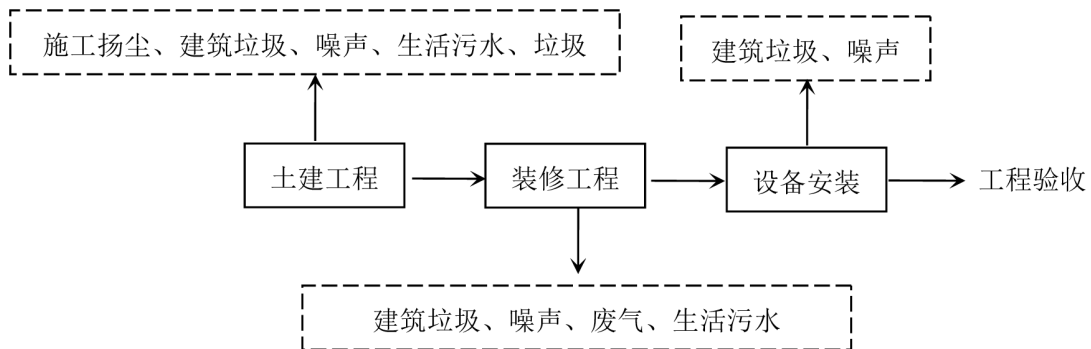 施工扬尘、建筑垃圾、噪声、生活污水、垃圾
建筑垃圾、噪声
土建工程
装修工程
设备安装
工程验收
建筑垃圾、噪声、废气、生活污水